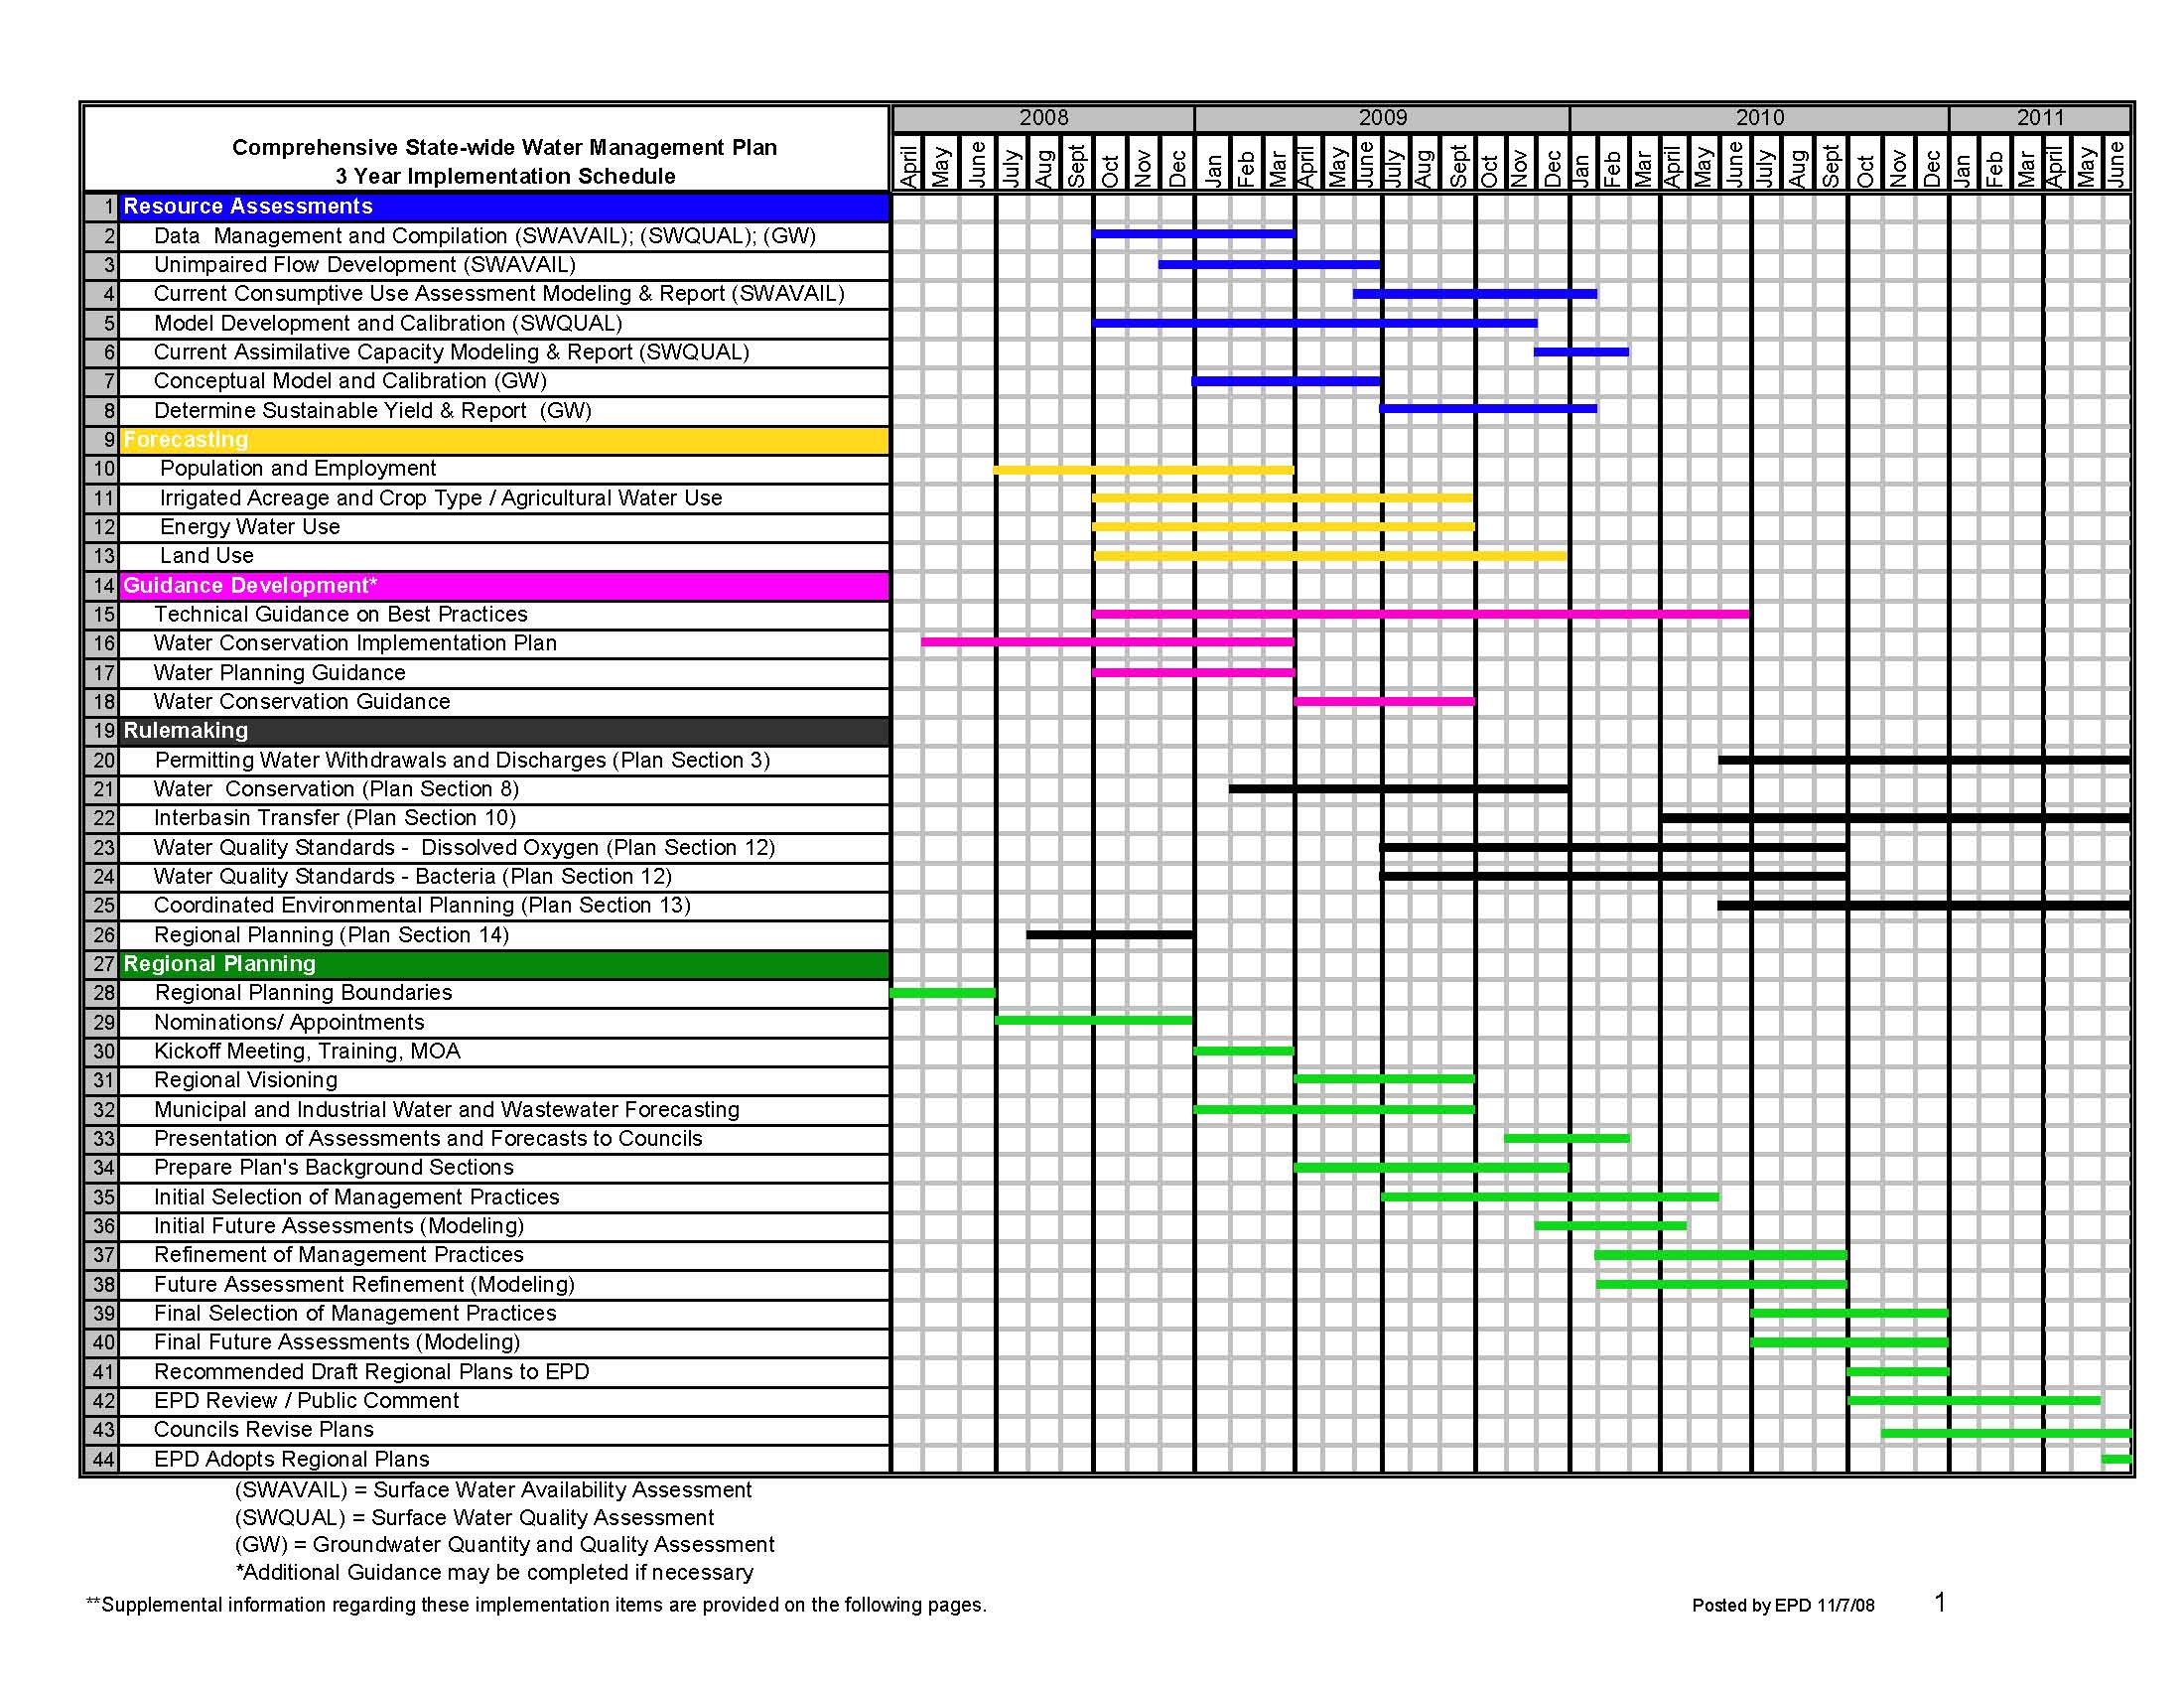 2008 2009 2010 2011
Comprehensive State-wide Water Management Plan
3 Year Implementation Schedule
April May June July Aug Sept Oct Nov Dec Jan Feb Mar April May June July Aug Sept Oct Nov Dec Jan Feb Mar April May June July Aug Sept Oct Nov Dec Jan Feb Mar April May June
1 Resource Assessments
2 Data Management and Compilation (SWAVAIL); (SWQUAL); (GW)
3 Unimpaired Flow Development (SWAVAIL)
4 Current Consumptive Use Assessment Modeling & Report (SWAVAIL)
5 Model Development and Calibration (SWQUAL)
6 Current Assimilative Capacity Modeling & Report (SWQUAL)
7 Conceptual Model and Calibration (GW)
8 Determine Sustainable Yield & Report (GW)
9 Forecasting
10 Population and Employment
11 Irrigated Acreage and Crop Type / Agricultural Water Use
12 Energy Water Use
13 Land Use
14 Guidance Development*
15 Technical Guidance on Best Practices
16 Water Conservation Implementation Plan
17 Water Planning Guidance
18 Water Conservation Guidance
19 Rulemaking
20 Permitting Water Withdrawals and Discharges (Plan Section 3)
21 Water Conservation (Plan Section 8)
22 Interbasin Transfer (Plan Section 10)
23 Water Quality Standards - Dissolved Oxygen (Plan Section 12)
24 Water Quality Standards - Bacteria (Plan Section 12)
25 Coordinated Environmental Planning (Plan Section 13)
26 Regional Planning (Plan Section 14)
27 Regional Planning
28 Regional Planning Boundaries
29 Nominations/ Appointments
30 Kickoff Meeting, Training, MOA
31 Regional Visioning
32 Municipal and Industrial Water and Wastewater Forecasting
33 Presentation of Assessments and Forecasts to Councils
34 Prepare Plan's Background Sections
35 Initial Selection of Management Practices
36 Initial Future Assessments (Modeling)
37 Refinement of Management Practices
38 Future Assessment Refinement (Modeling)
39 Final Selection of Management Practices
40 Final Future Assessments (Modeling)
41 Recommended Draft Regional Plans to EPD
42 EPD Review / Public Comment
43 Councils Revise Plans
44 EPD Adopts Regional Plans
(SWAVAIL) = Surface Water Availability Assessment
(SWQUAL) = Surface Water Quality Assessment
(GW) = Groundwater Quantity and Quality Assessment
*Additional Guidance may be completed if necessary
**Supplemental information regarding these implementation items are provided on the following pages.
Posted by EPD 11/7/08 1